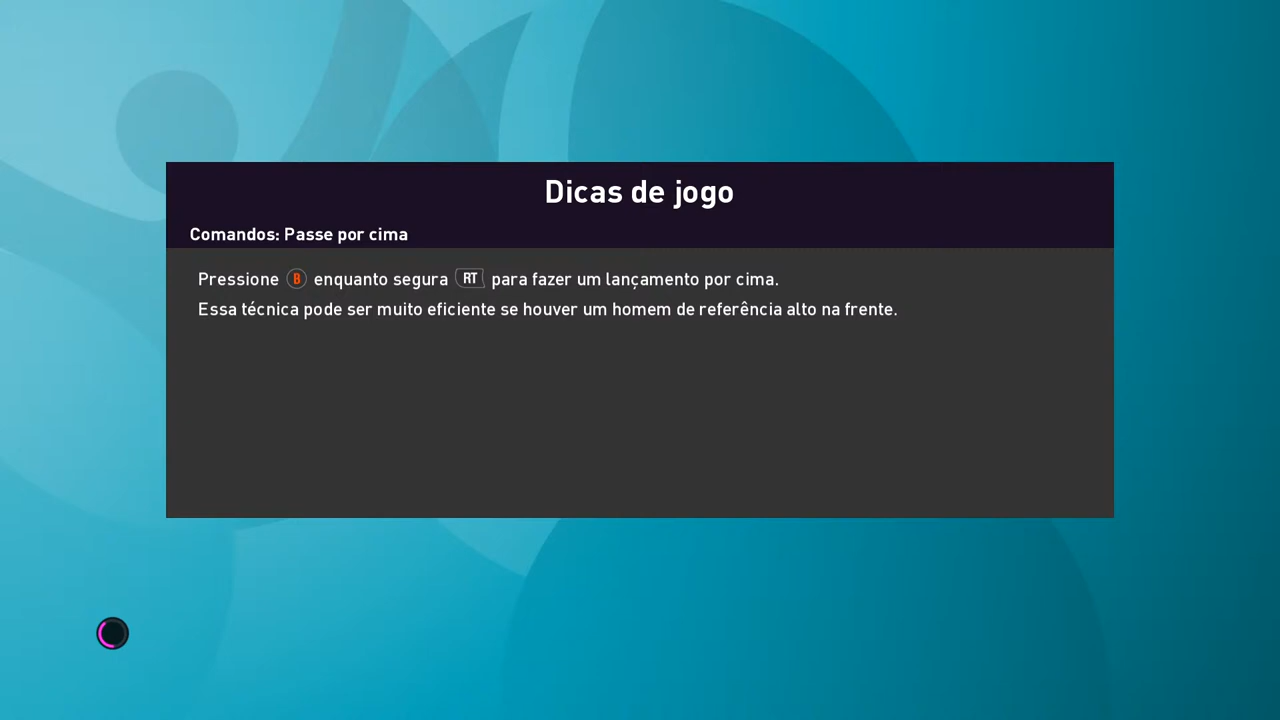 Dicas de jogo
Comandos: Passe por cima
Pressione B enquanto segura RT para fazer um lançamento por cima.
Essa técnica pode ser muito eficiente se houver um homem de referência alto na frente.